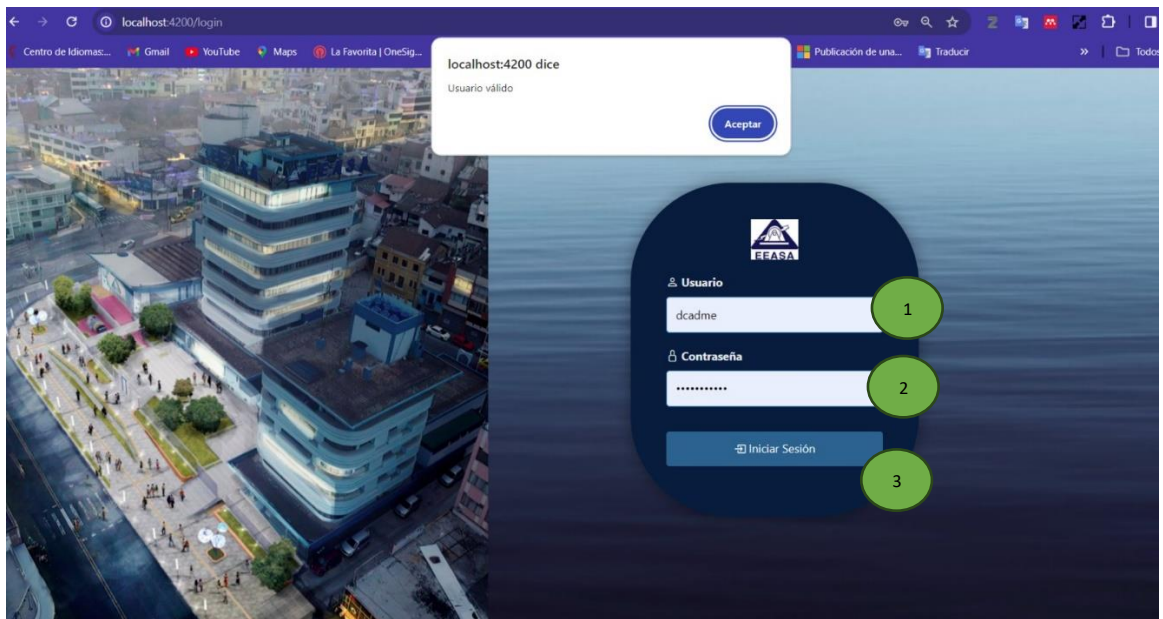 localhost:4200/login
Centro de Idiomas:... Gmail YouTube Maps La Favorita | OneSig... Publicación de una... Traducir » Todos
localhost:4200 dice
Usuario válido
Aceptar
EEASA
Usuario
dcadme
1
Contraseña
•••••••••••
2
Iniciar Sesión
3